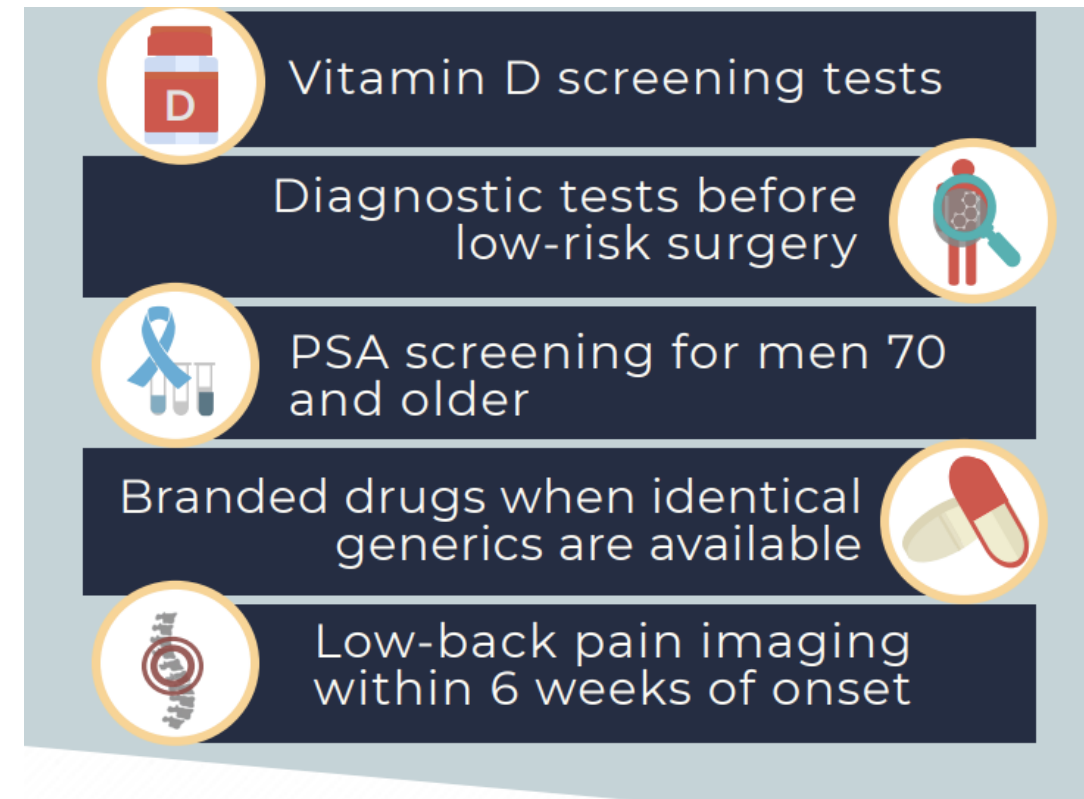 D
Vitamin D screening tests
Diagnostic tests before
low-risk surgery
PSA screening for men 70
and older
Branded drugs when identical
generics are available
Low-back pain imaging
within 6 weeks of onset